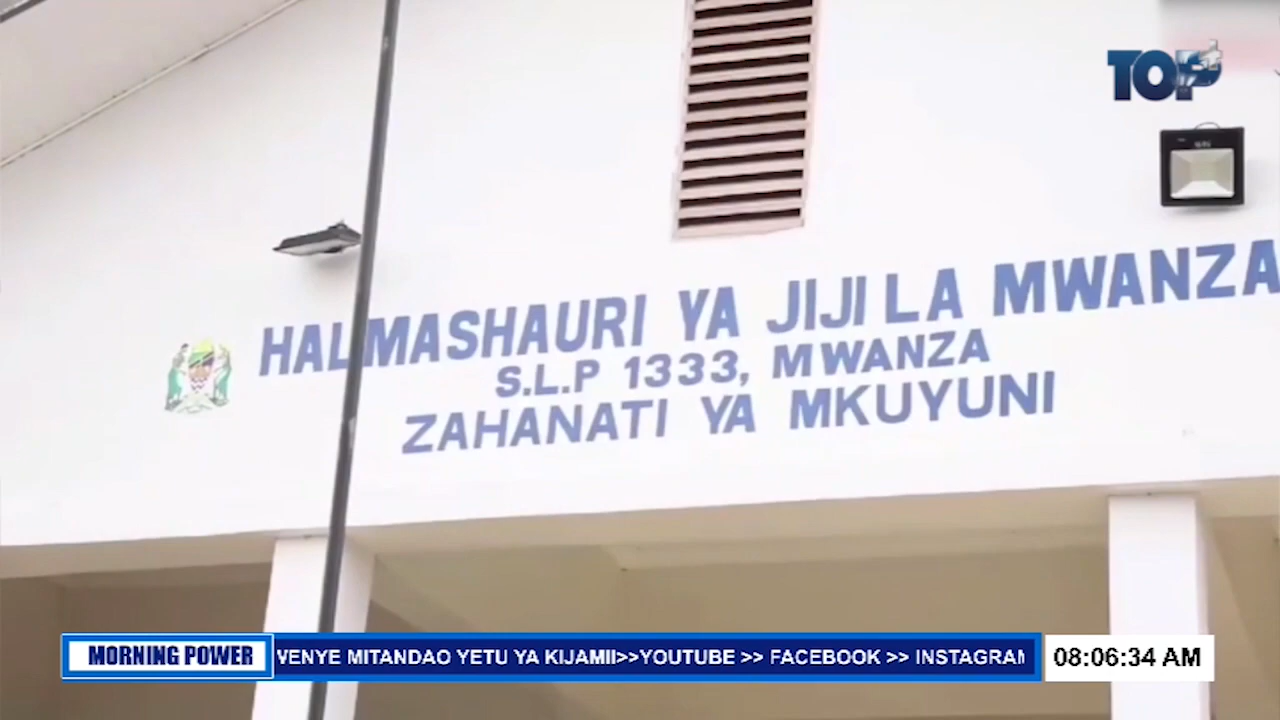 TOP
HALMASHAURI YA JIJI LA MWANZA
S.L.P 1333, MWANZA
ZAHANATI YA MKUYUNI
MORNING POWER
VENYE MITANDAO YETU YA KIJAMII>>YOUTUBE >> FACEBOOK >> INSTAGRAM
08:06:34 AM